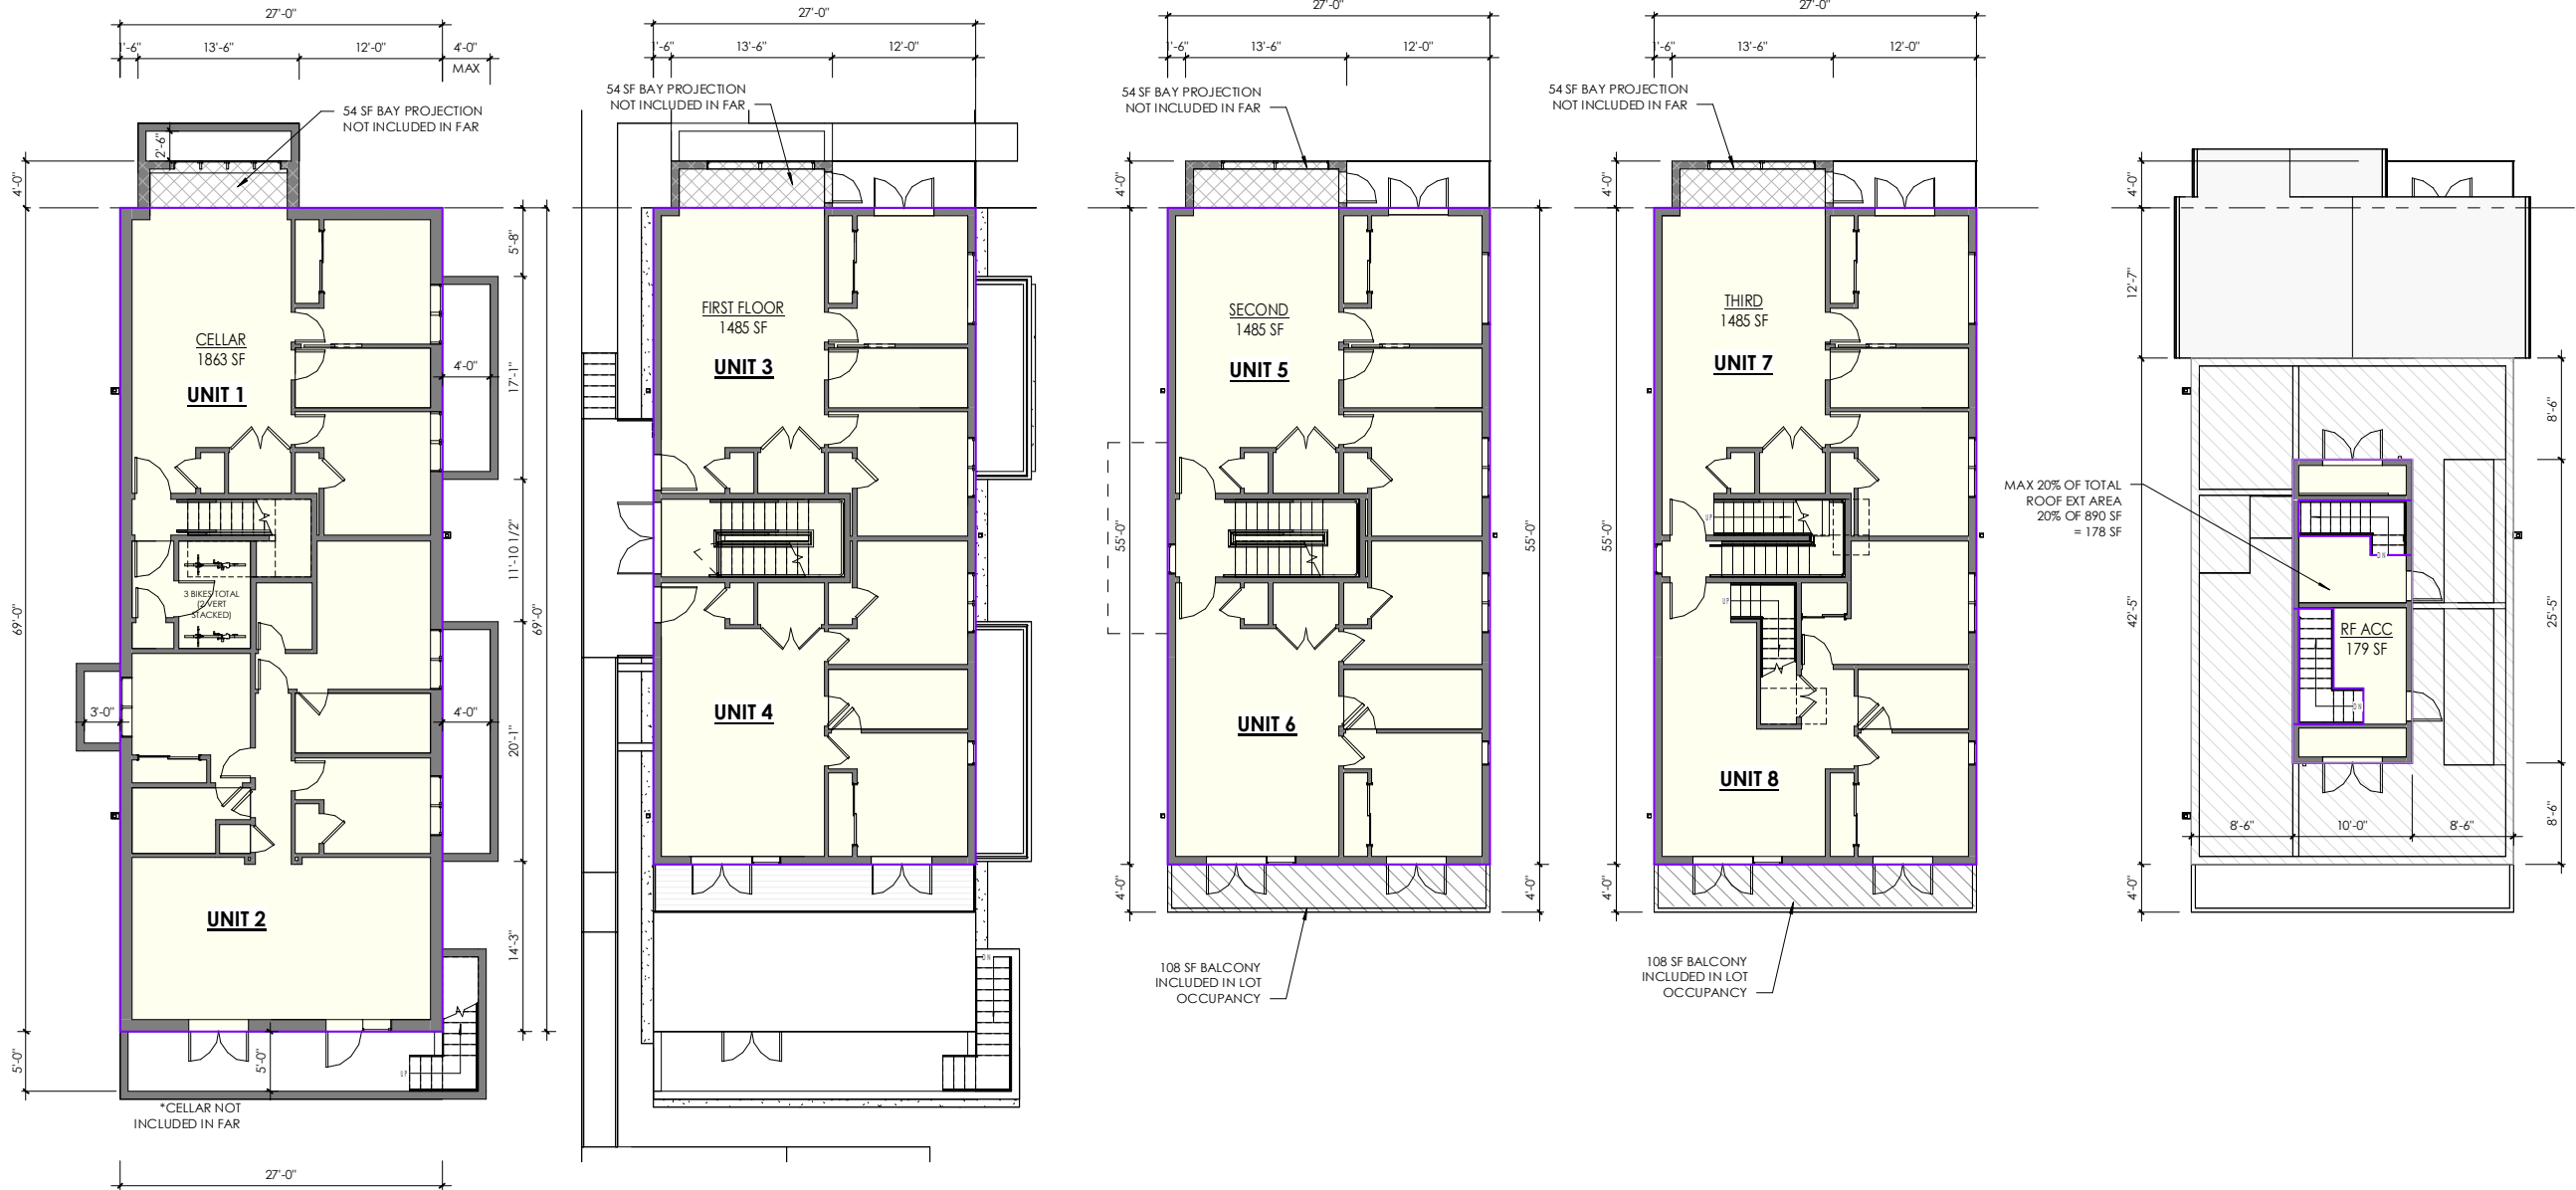 27'-0"
1'-6"
13'-6"
12'-0"
4'-0"
MAX
54 SF BAY PROJECTION
NOT INCLUDED IN FAR
2'-6"
4'-0"
69'-0"
5'-0"
CELLAR
1863 SF
UNIT 1
3 BIKES TOTAL
(2 VERT
STACKED)
UNIT 2
3'-0"
4'-0"
4'-0"
5'-8"
17'-1"
11'-10 1/2"
20'-1"
14'-3"
69'-0"
5'-0"
UP
*CELLAR NOT
INCLUDED IN FAR
27'-0"
27'-0"
1'-6"
13'-6"
12'-0"
54 SF BAY PROJECTION
NOT INCLUDED IN FAR
FIRST FLOOR
1485 SF
UNIT 3
UNIT 4
DN
27'-0"
1'-6"
13'-6"
12'-0"
54 SF BAY PROJECTION
NOT INCLUDED IN FAR
4'-0"
SECOND
1485 SF
UNIT 5
55'-0"
55'-0"
UNIT 6
4'-0"
4'-0"
108 SF BALCONY
INCLUDED IN LOT
OCCUPANCY
27'-0"
1'-6"
13'-6"
12'-0"
54 SF BAY PROJECTION
NOT INCLUDED IN FAR
4'-0"
THIRD
1485 SF
UNIT 7
UP
55'-0"
UP
UNIT 8
4'-0"
108 SF BALCONY
INCLUDED IN LOT
OCCUPANCY
4'-0"
12'-7"
8'-6"
MAX 20% OF TOTAL
ROOF EXT AREA
20% OF 890 SF
= 178 SF
DN
42'-5"
RF ACC
179 SF
25'-5"
DN
8'-6"
10'-0"
8'-6"
8'-6"
4'-0"